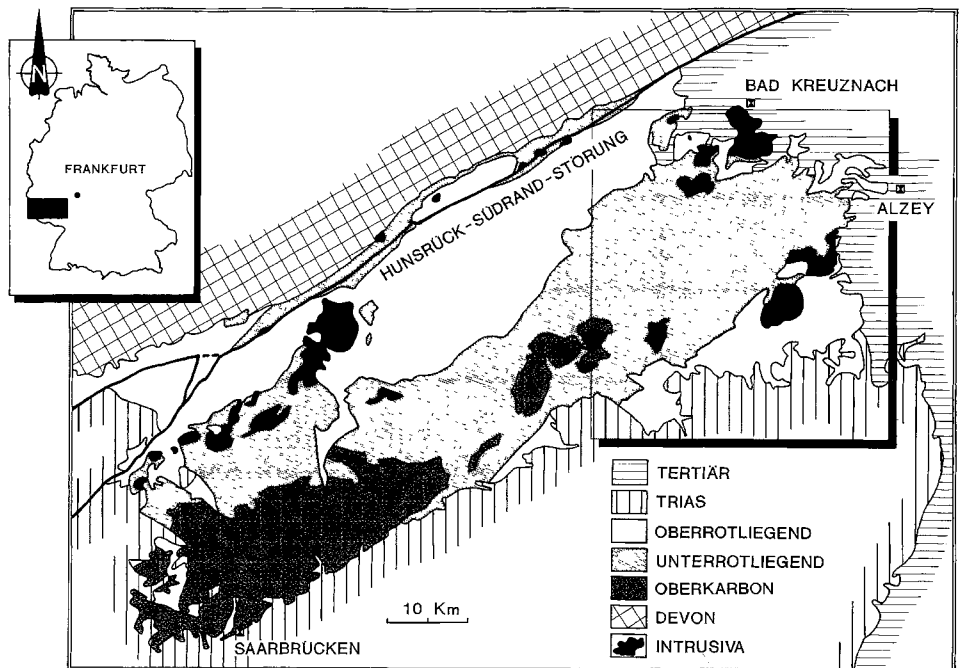 N
FRANKFURT
BAD KREUZNACH
ALZEY
HUNSRÜCK-SÜDRAND-STÖRUNG
TERTIÄR
TRIAS
OBERROTLIEGEND
UNTERROTLIEGEND
OBERKARBON
DEVON
INTRUSIVA
10 Km
SAARBRÜCKEN